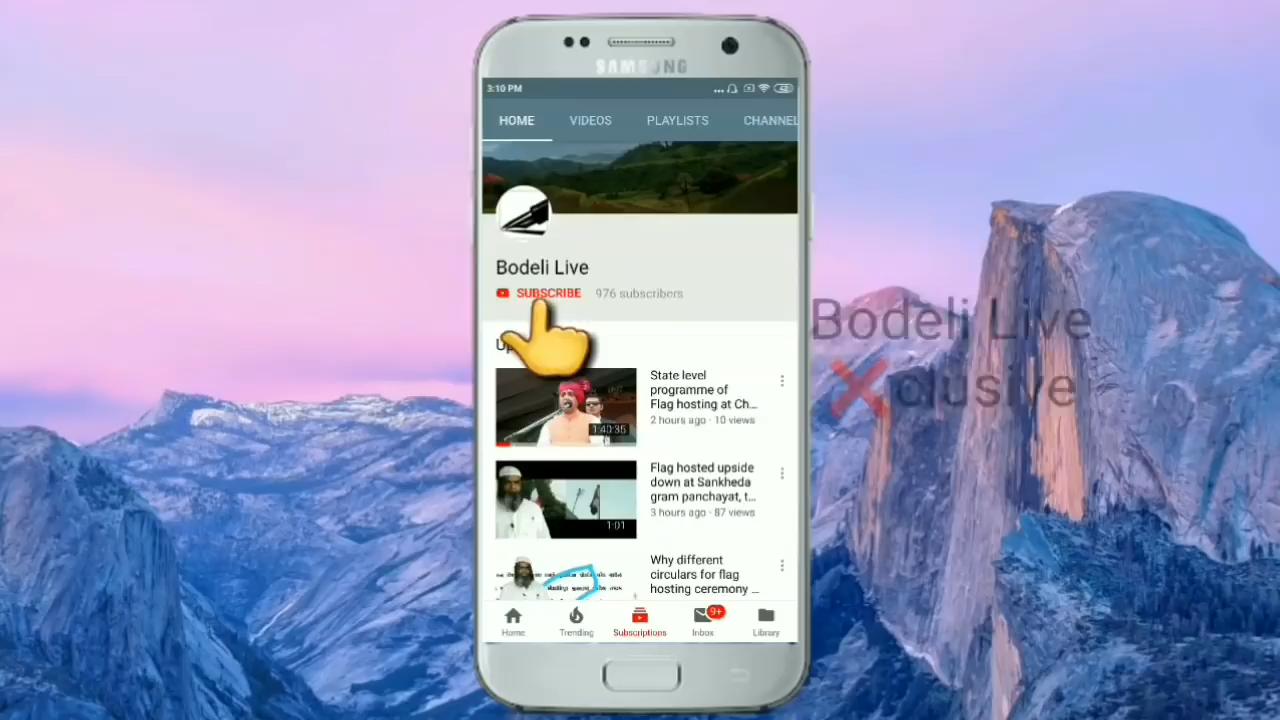 SAMSUNG
3:10 PM
HOME VIDEOS PLAYLISTS CHANNEL
Bodeli Live
SUBSCRIBE 976 subscribers
Up
State level
programme of
Flag hosting at Ch...
2 hours ago · 10 views
1:40:35
Flag hosted upside
down at Sankheda
gram panchayat, t...
3 hours ago · 87 views
1:01
Why different
circulars for flag
hosting ceremony ...
9+
Home Trending Subscriptions Inbox Library
Bodeli Live
❌clusive